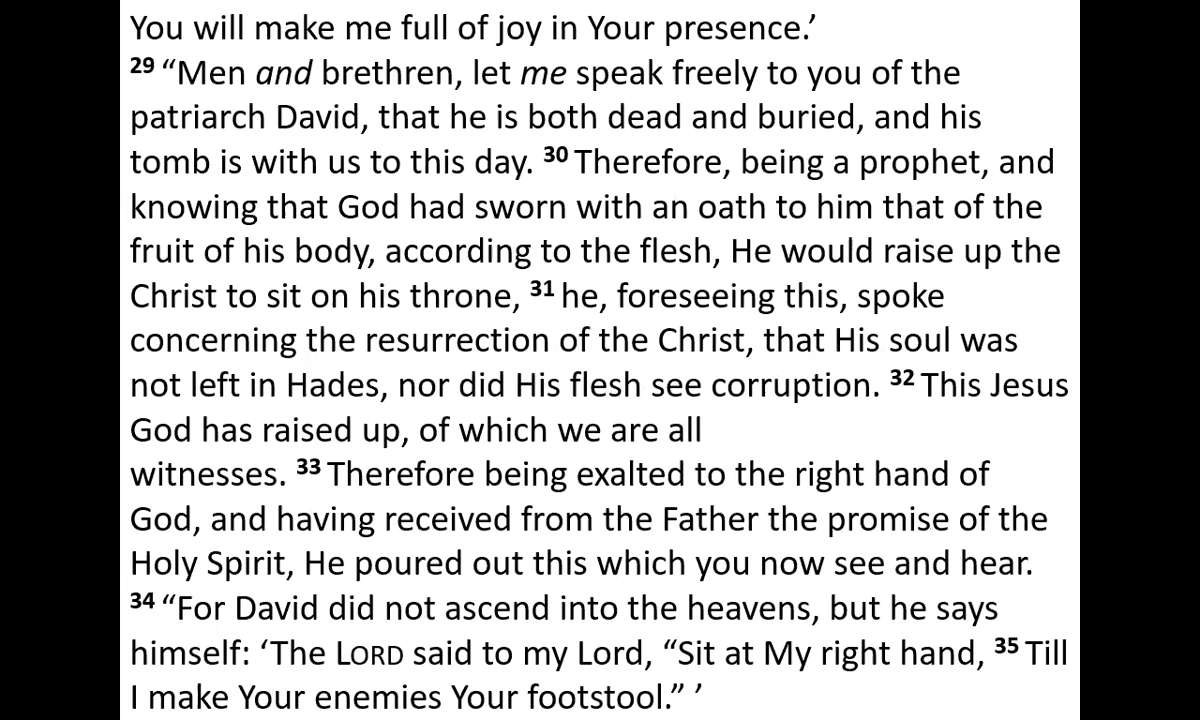 You will make me full of joy in Your presence.’
29 “Men and brethren, let me speak freely to you of the
patriarch David, that he is both dead and buried, and his
tomb is with us to this day. 30 Therefore, being a prophet, and
knowing that God had sworn with an oath to him that of the
fruit of his body, according to the flesh, He would raise up the
Christ to sit on his throne, 31 he, foreseeing this, spoke
concerning the resurrection of the Christ, that His soul was
not left in Hades, nor did His flesh see corruption. 32 This Jesus
God has raised up, of which we are all
witnesses. 33 Therefore being exalted to the right hand of
God, and having received from the Father the promise of the
Holy Spirit, He poured out this which you now see and hear.
34 “For David did not ascend into the heavens, but he says
himself: ‘The LORD said to my Lord, “Sit at My right hand, 35 Till
I make Your enemies Your footstool.” ’